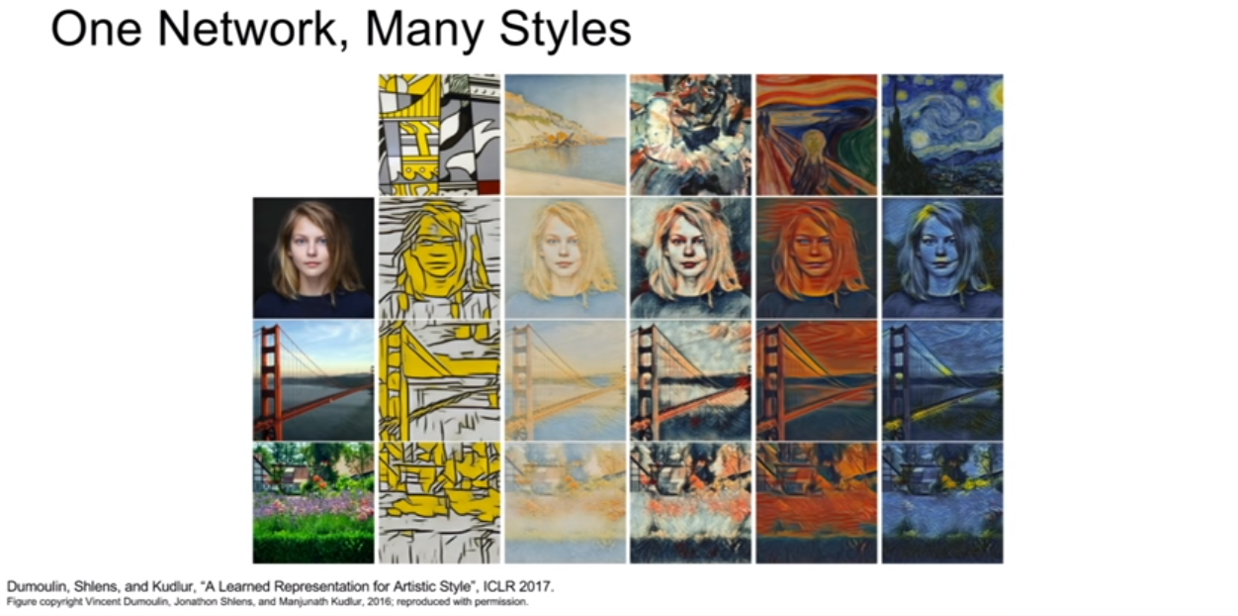 One Network, Many Styles
Dumoulin, Shlens, and Kudlur, “A Learned Representation for Artistic Style”, ICLR 2017.
Figure copyright Vincent Dumoulin, Jonathon Shlens, and Manjunath Kudlur, 2016; reproduced with permission.